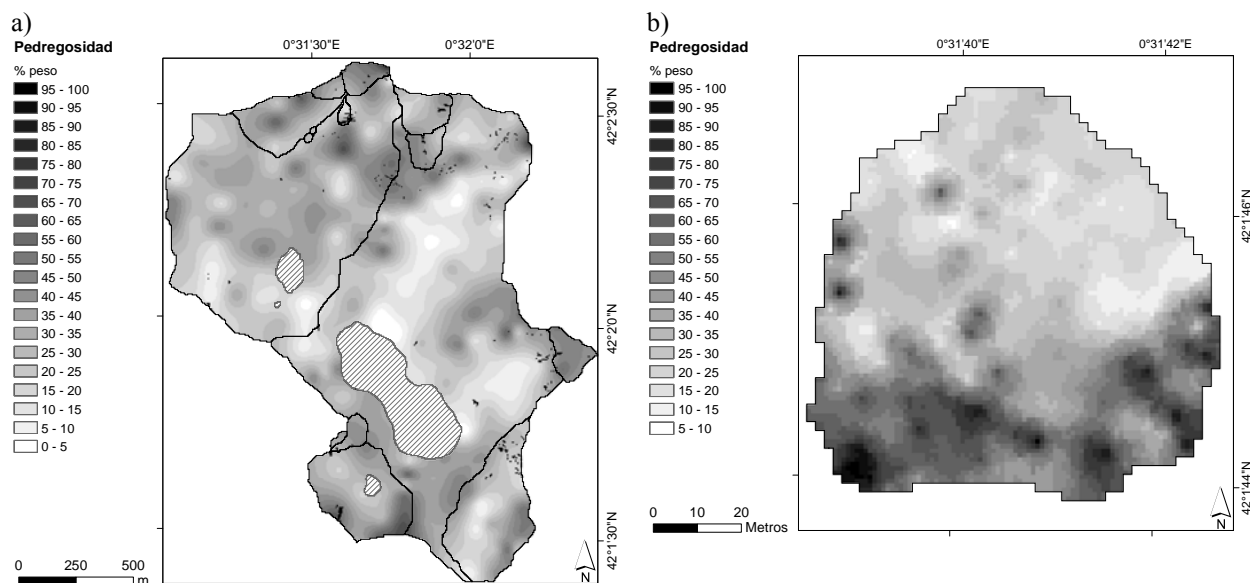 a)
Pedregosidad
% peso
95 - 100
90 - 95
85 - 90
80 - 85
75 - 80
70 - 75
65 - 70
60 - 65
55 - 60
50 - 55
45 - 50
40 - 45
35 - 40
30 - 35
25 - 30
20 - 25
15 - 20
10 - 15
5 - 10
0 - 5
0°31'30"E
0°32'0"E
42°2'30"N
42°2'0"N
42°1'30"N
0 250 500
m
N
b)
Pedregosidad
% peso
95 - 100
90 - 95
85 - 90
80 - 85
75 - 80
70 - 75
65 - 70
60 - 65
55 - 60
50 - 55
45 - 50
40 - 45
35 - 40
30 - 35
25 - 30
20 - 25
15 - 20
10 - 15
5 - 10
0°31'40"E
0°31'42"E
42°1'46"N
42°1'44"N
0 10 20
Metros
N